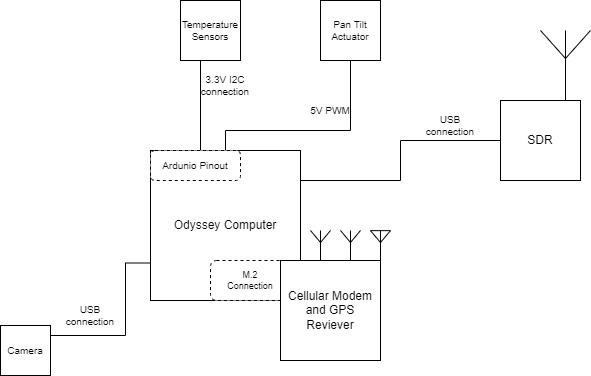 Temperature
Sensors
Pan Tilt
Actuator
3.3V I2C
connection
5V PWM
USB
connection
SDR
Ardunio Pinout
Odyssey Computer
M.2
Connection
Cellular Modem
and GPS
Reviever
USB
connection
Camera